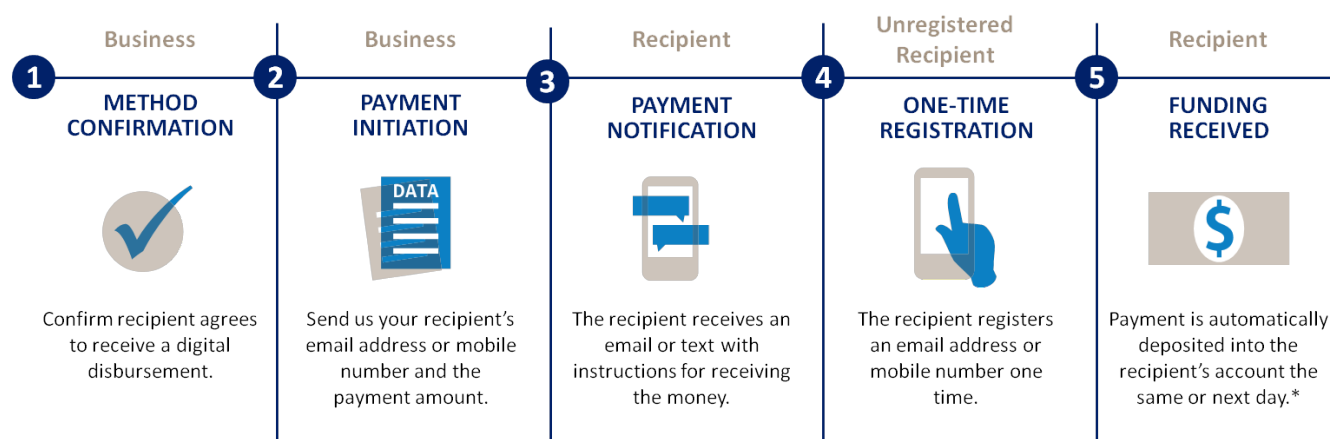 Business
1
METHOD
CONFIRMATION
Confirm recipient agrees
to receive a digital
disbursement.
Business
2
PAYMENT
INITIATION
DATA
Send us your recipient’s
email address or mobile
number and the
payment amount.
Recipient
3
PAYMENT
NOTIFICATION
The recipient receives an
email or text with
instructions for receiving
the money.
Unregistered
Recipient
4
ONE-TIME
REGISTRATION
The recipient registers
an email address or
mobile number one
time.
Recipient
5
FUNDING
RECEIVED
$
Payment is automatically
deposited into the
recipient’s account the
same or next day.*